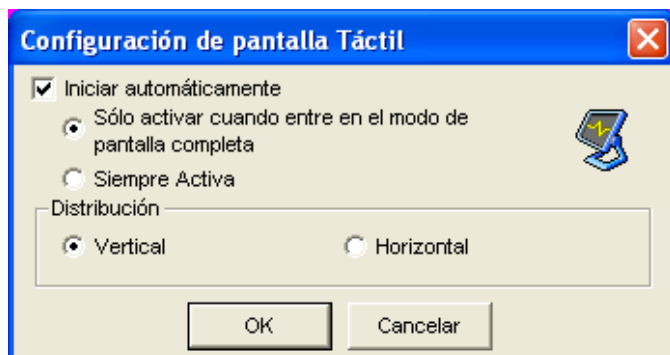 Configuración de pantalla Táctil
Iniciar automáticamente
Sólo activar cuando entre en el modo de
pantalla completa
Siempre Activa
Distribución
Vertical
Horizontal
OK
Cancelar